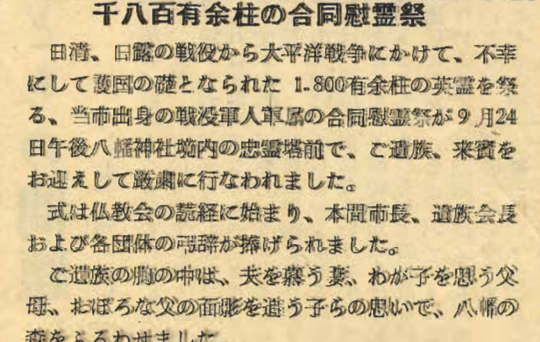 千八百有余柱の合同慰霊祭
日清、日露の戦役から大平洋戦争にかけて、不幸
にして護国の礎となられた 1.800有余柱の英霊を祭
る、当市出身の戦没軍人軍属の合同慰霊祭が9月24
日午後八幡神社境内の忠霊塔前で、ご遺族、来賓を
お迎えして厳粛に行なわれました。
式は仏教会の読経に始まり、本間市長、遺族会長
および各団体の弔辞が捧げられました。
ご遺族の胸の中は、夫を慕う妻、わが子を思う父
母、おぼろな父の面影を追う子らの思いで、八幡の
森をうるわせました。